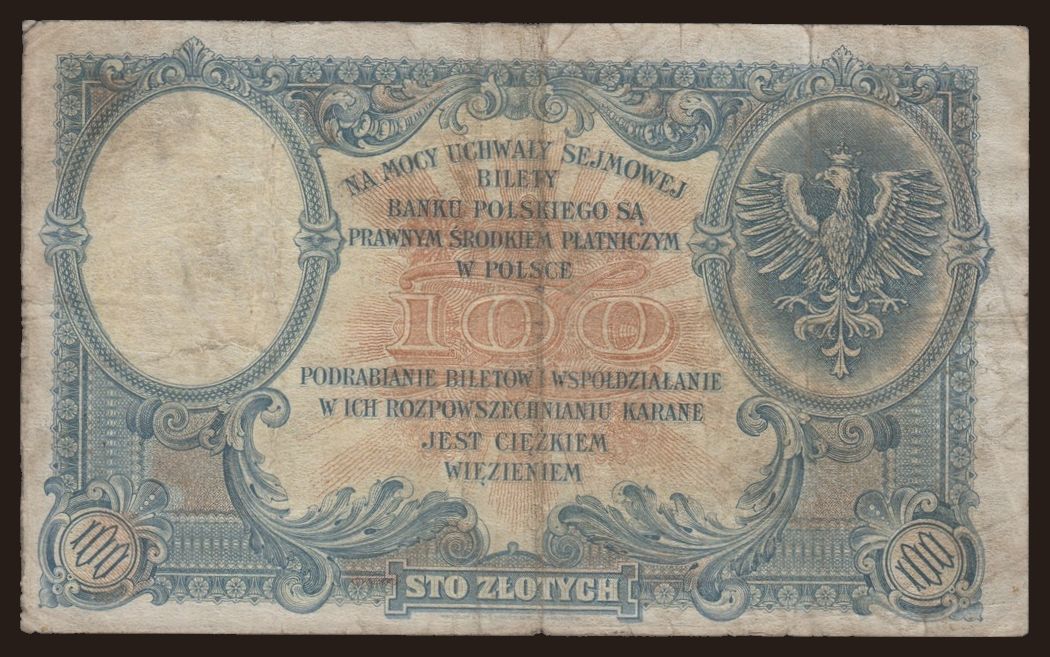 NA MOCY UCHWAŁY SEJMOWEJ
BILETY
BANKU POLSKIEGO SĄ
PRAWNYM ŚRODKIEM PŁATNICZYM
W POLSCE
100
PODRABIANIE BILETÓW I WSPÓŁDZIAŁANIE
W ICH ROZPOWSZECHNIANIU KARANE
JEST CIĘŻKIEM
WIĘZIENIEM
100
STO ZŁOTYCH
100